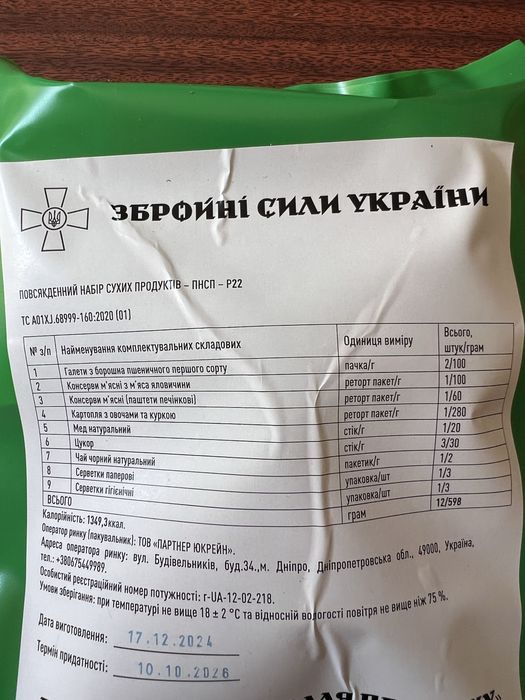 ЗБРОЙНІ СИЛИ УКРАЇНИ
ПОВСЯКДЕННИЙ НАБІР СУХИХ ПРОДУКТІВ – ПНСП – Р22
ТС А01XJ.68999-160:2020 (01)
№ з/п Найменування комплектувальних складових Одиниця виміру Всього, штук/грам
1 Галети з борошна пшеничного першого сорту пачка/г 2/100
2 Консерви м'ясні з м'яса яловичини реторт пакет/г 1/100
3 Консерви м'ясні (паштети печінкові) реторт пакет/г 1/60
4 Картопля з овочами та куркою реторт пакет/г 1/280
5 Мед натуральний стік/г 1/20
6 Цукор стік/г 3/30
7 Чай чорний натуральний пакетик/г 1/2
8 Серветки паперові упаковка/шт 1/3
9 Серветки гігієнічні упаковка/шт 1/3
ВСЬОГО грам 12/598
Калорійність: 1349,3ккал.
Оператор ринку (пакувальник): ТОВ «ПАРТНЕР ЮКРЕЙН».
Адреса оператора ринку: вул. Будівельників, буд.34.,м. Дніпро, Дніпропетровська обл., 49000, Україна,
тел.: +380675449989.
Особистий реєстраційний номер потужності: r-UA-12-02-218.
Умови зберігання: при температурі не вище 18 ± 2 °С та відносній вологості повітря не вище ніж 75 %.
Дата виготовлення: 17.12.2024
Термін придатності: 10.10.2026